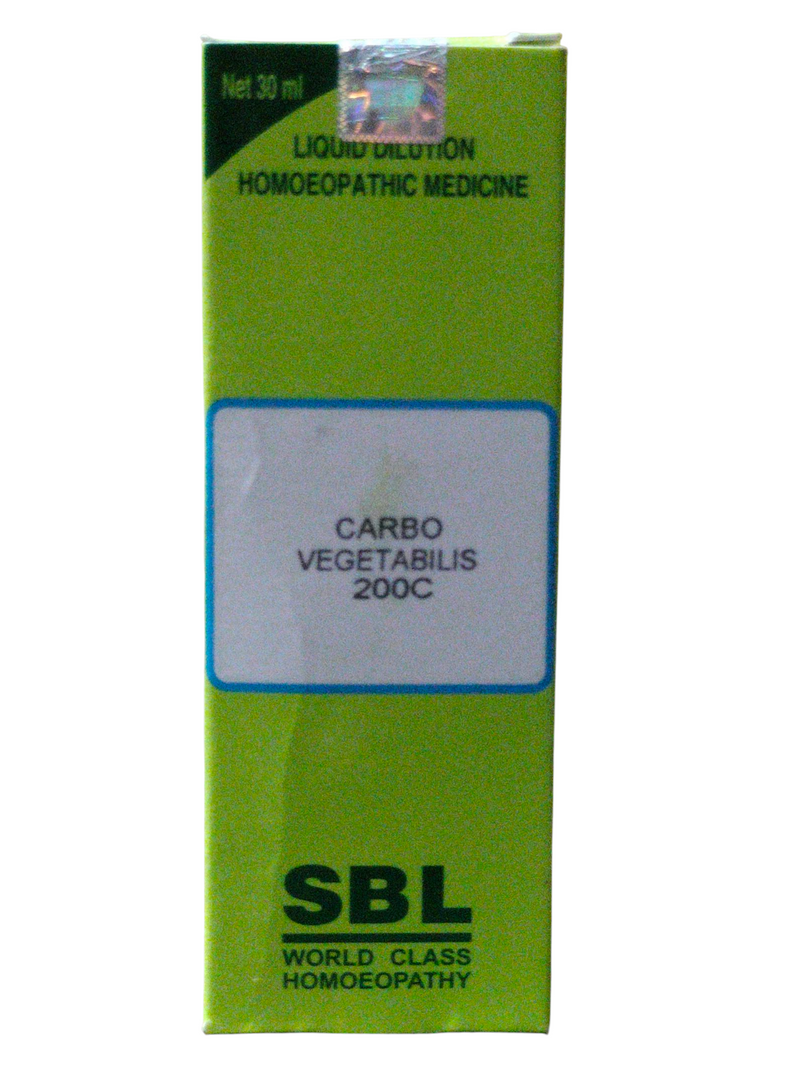 Net 30 ml
LIQUID DILUTION
HOMOEOPATHIC MEDICINE
CARBO
VEGETABILIS
200C
SBL
WORLD CLASS
HOMOEOPATHY